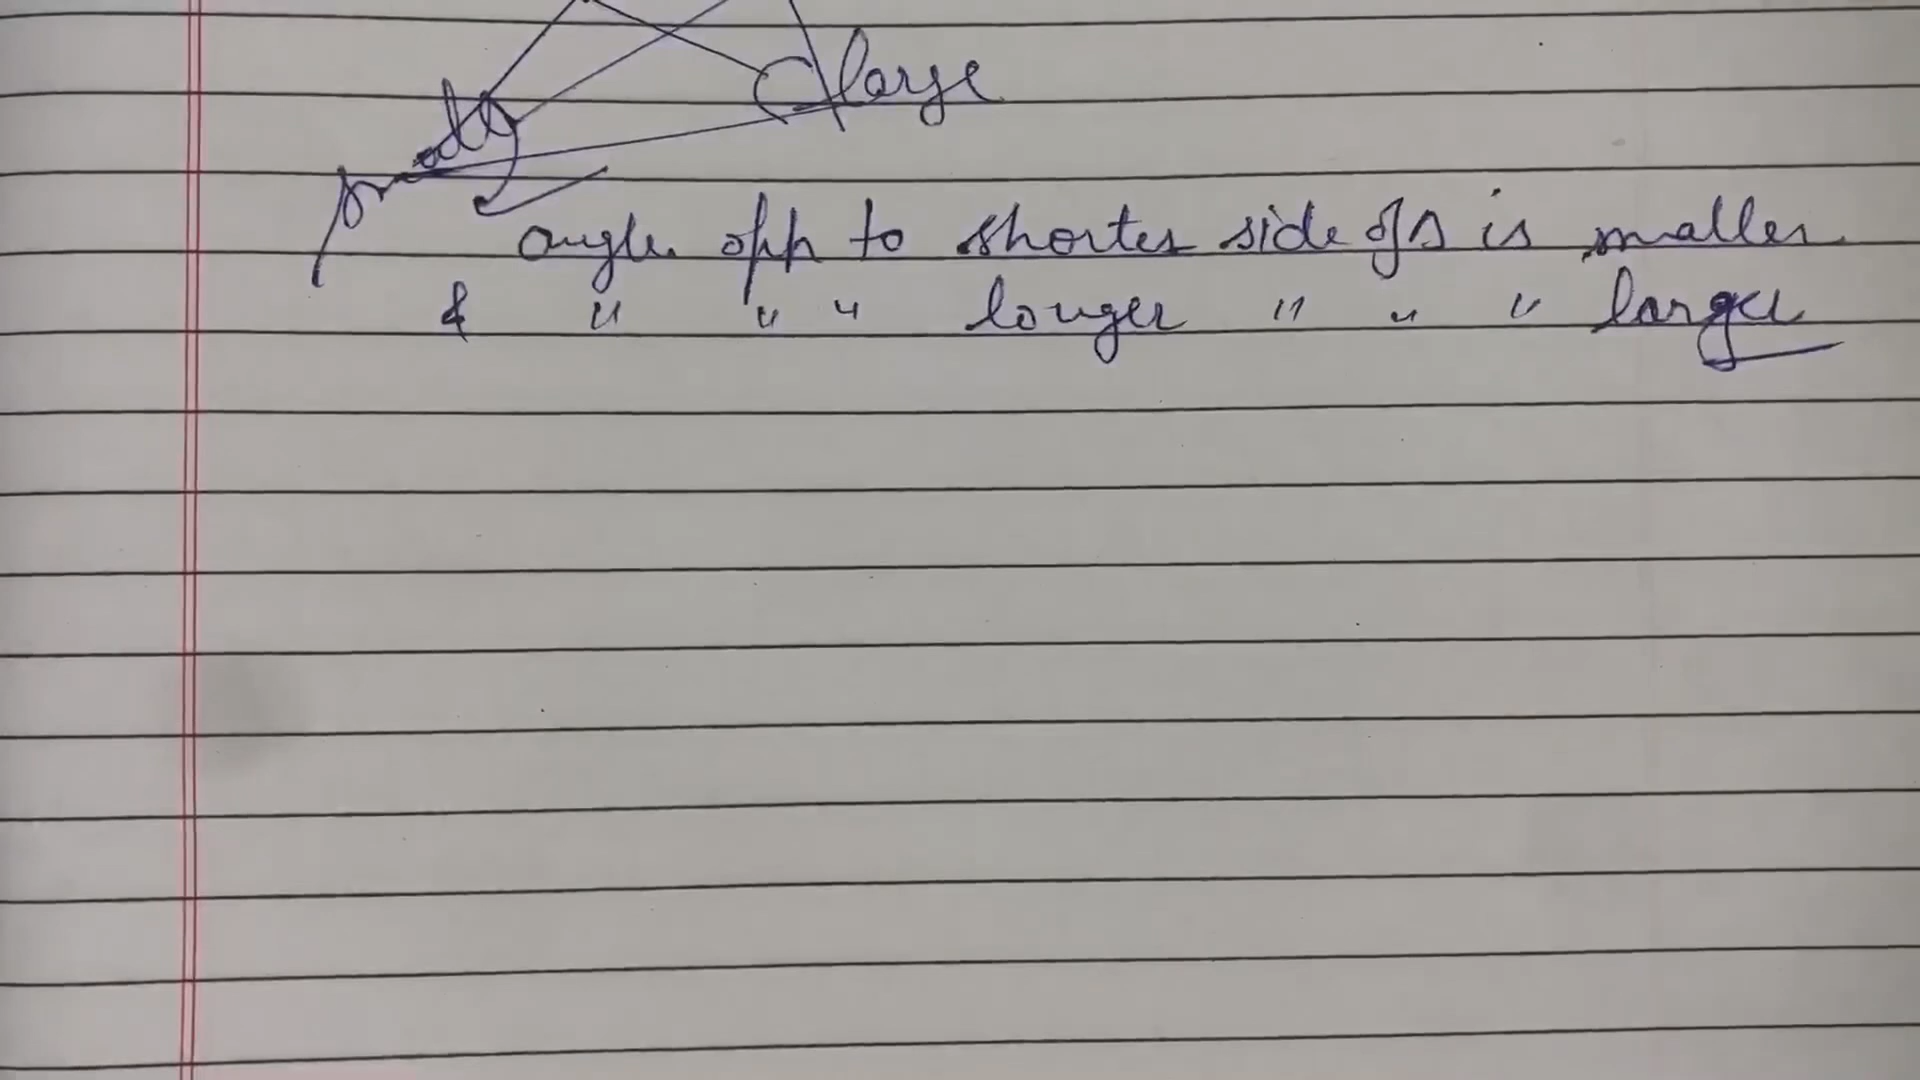 large
small
angle opp to shorter side of Δ is smaller
& " " " longer " " " larger